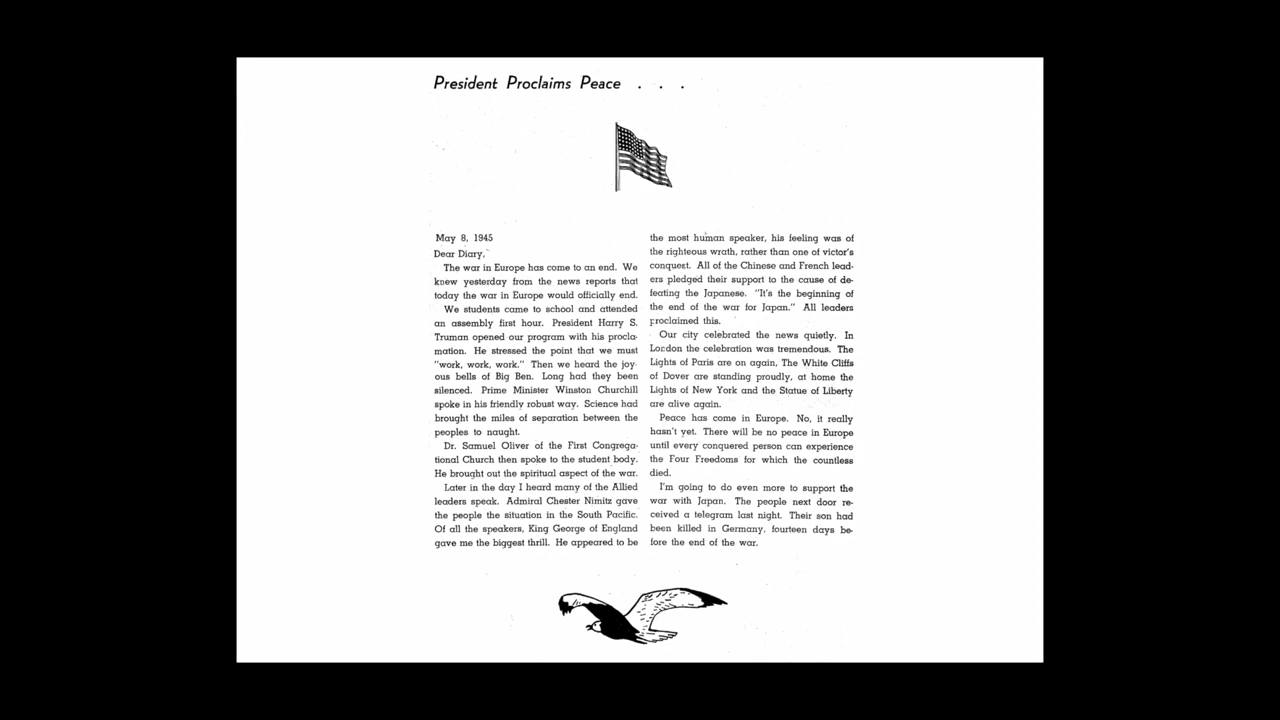 President Proclaims Peace . . .
May 8, 1945
Dear Diary,
The war in Europe has come to an end. We
knew yesterday from the news reports that
today the war in Europe would officially end.
We students came to school and attended
an assembly first hour. President Harry S.
Truman opened our program with his procla-
mation. He stressed the point that we must
"work, work, work." Then we heard the joy-
ous bells of Big Ben. Long had they been
silenced. Prime Minister Winston Churchill
spoke in his friendly robust way. Science had
brought the miles of separation between the
peoples to naught.
Dr. Samuel Oliver of the First Congrega-
tional Church then spoke to the student body.
He brought out the spiritual aspect of the war.
Later in the day I heard many of the Allied
leaders speak. Admiral Chester Nimitz gave
the people the situation in the South Pacific.
Of all the speakers, King George of England
gave me the biggest thrill. He appeared to be
the most human speaker, his feeling was of
the righteous wrath, rather than one of victor's
conquest. All of the Chinese and French lead-
ers pledged their support to the cause of de-
feating the Japanese. "It's the beginning of
the end of the war for Japan." All leaders
proclaimed this.
Our city celebrated the news quietly. In
London the celebration was tremendous. The
Lights of Paris are on again, The White Cliffs
of Dover are standing proudly, at home the
Lights of New York and the Statue of Liberty
are alive again.
Peace has come in Europe. No, it really
hasn't yet. There will be no peace in Europe
until every conquered person can experience
the Four Freedoms for which the countless
died.
I'm going to do even more to support the
war with Japan. The people next door re-
ceived a telegram last night. Their son had
been killed in Germany, fourteen days be-
fore the end of the war.